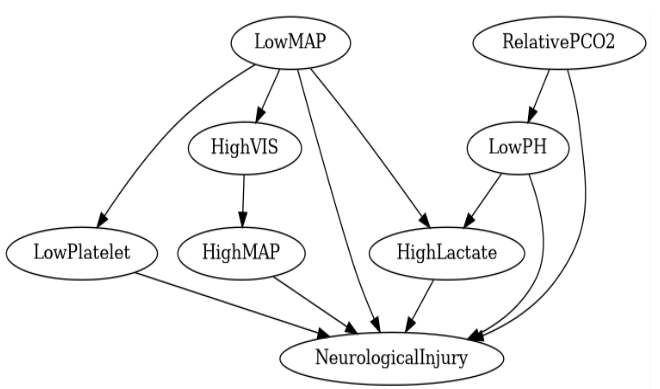 LowMAP
RelativePCO2
HighVIS
LowPH
LowPlatelet
HighMAP
HighLactate
NeurologicalInjury